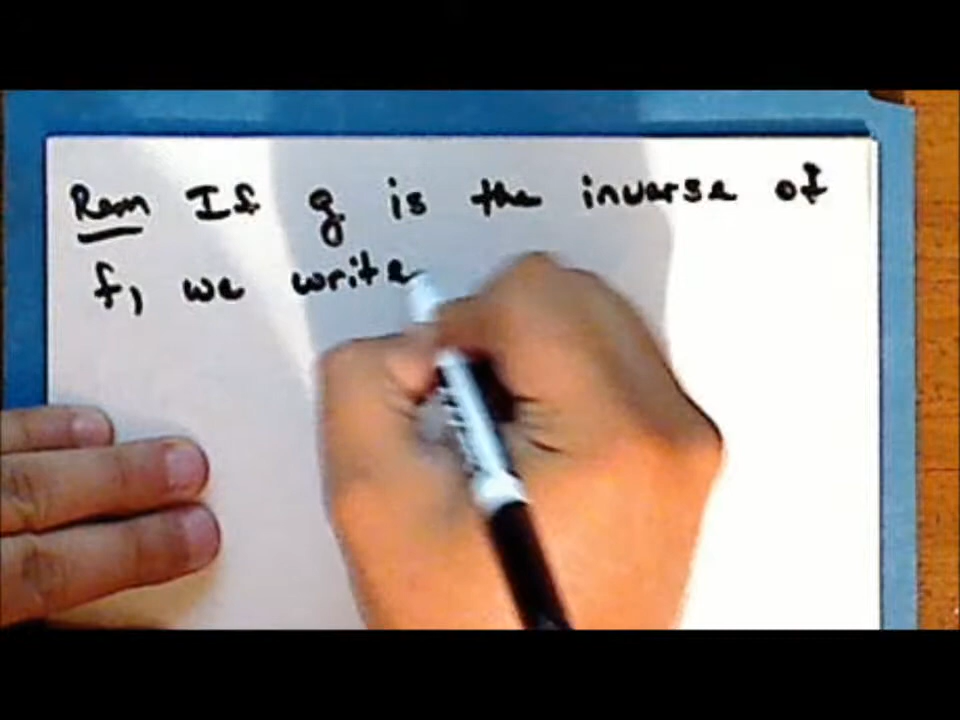 Rem If g is the inverse of
f, we write